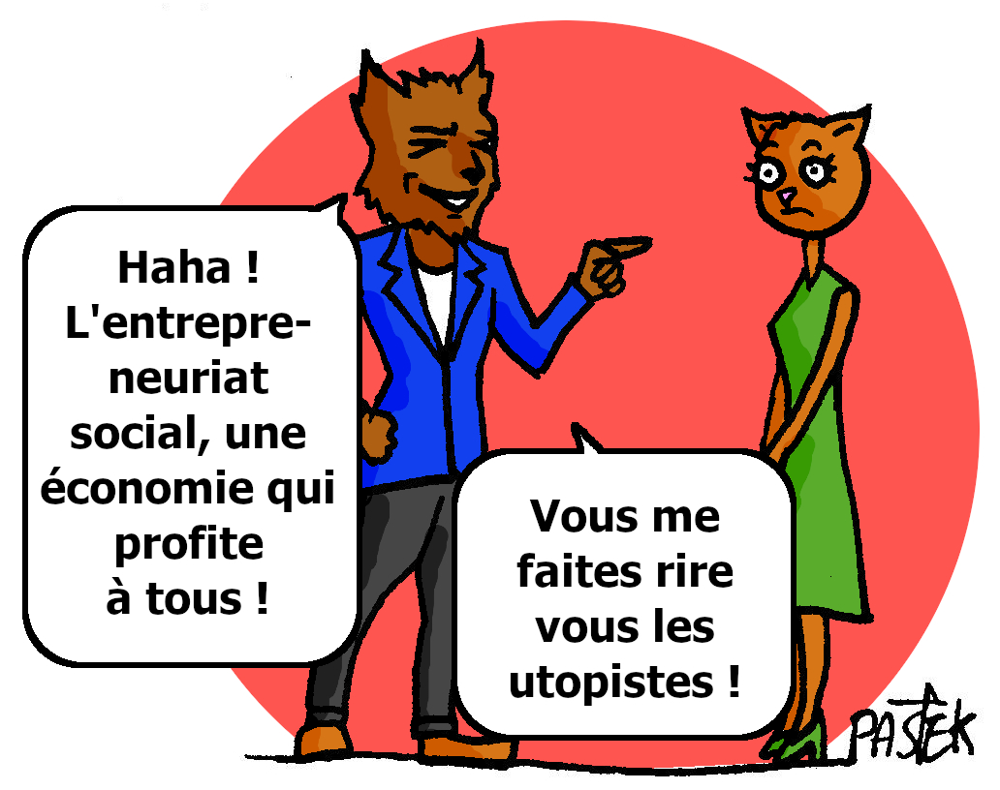 Haha !
L'entrepre-
neuriat
social, une
économie qui
profite
à tous !
Vous me
faites rire
vous les
utopistes !
PASTEK